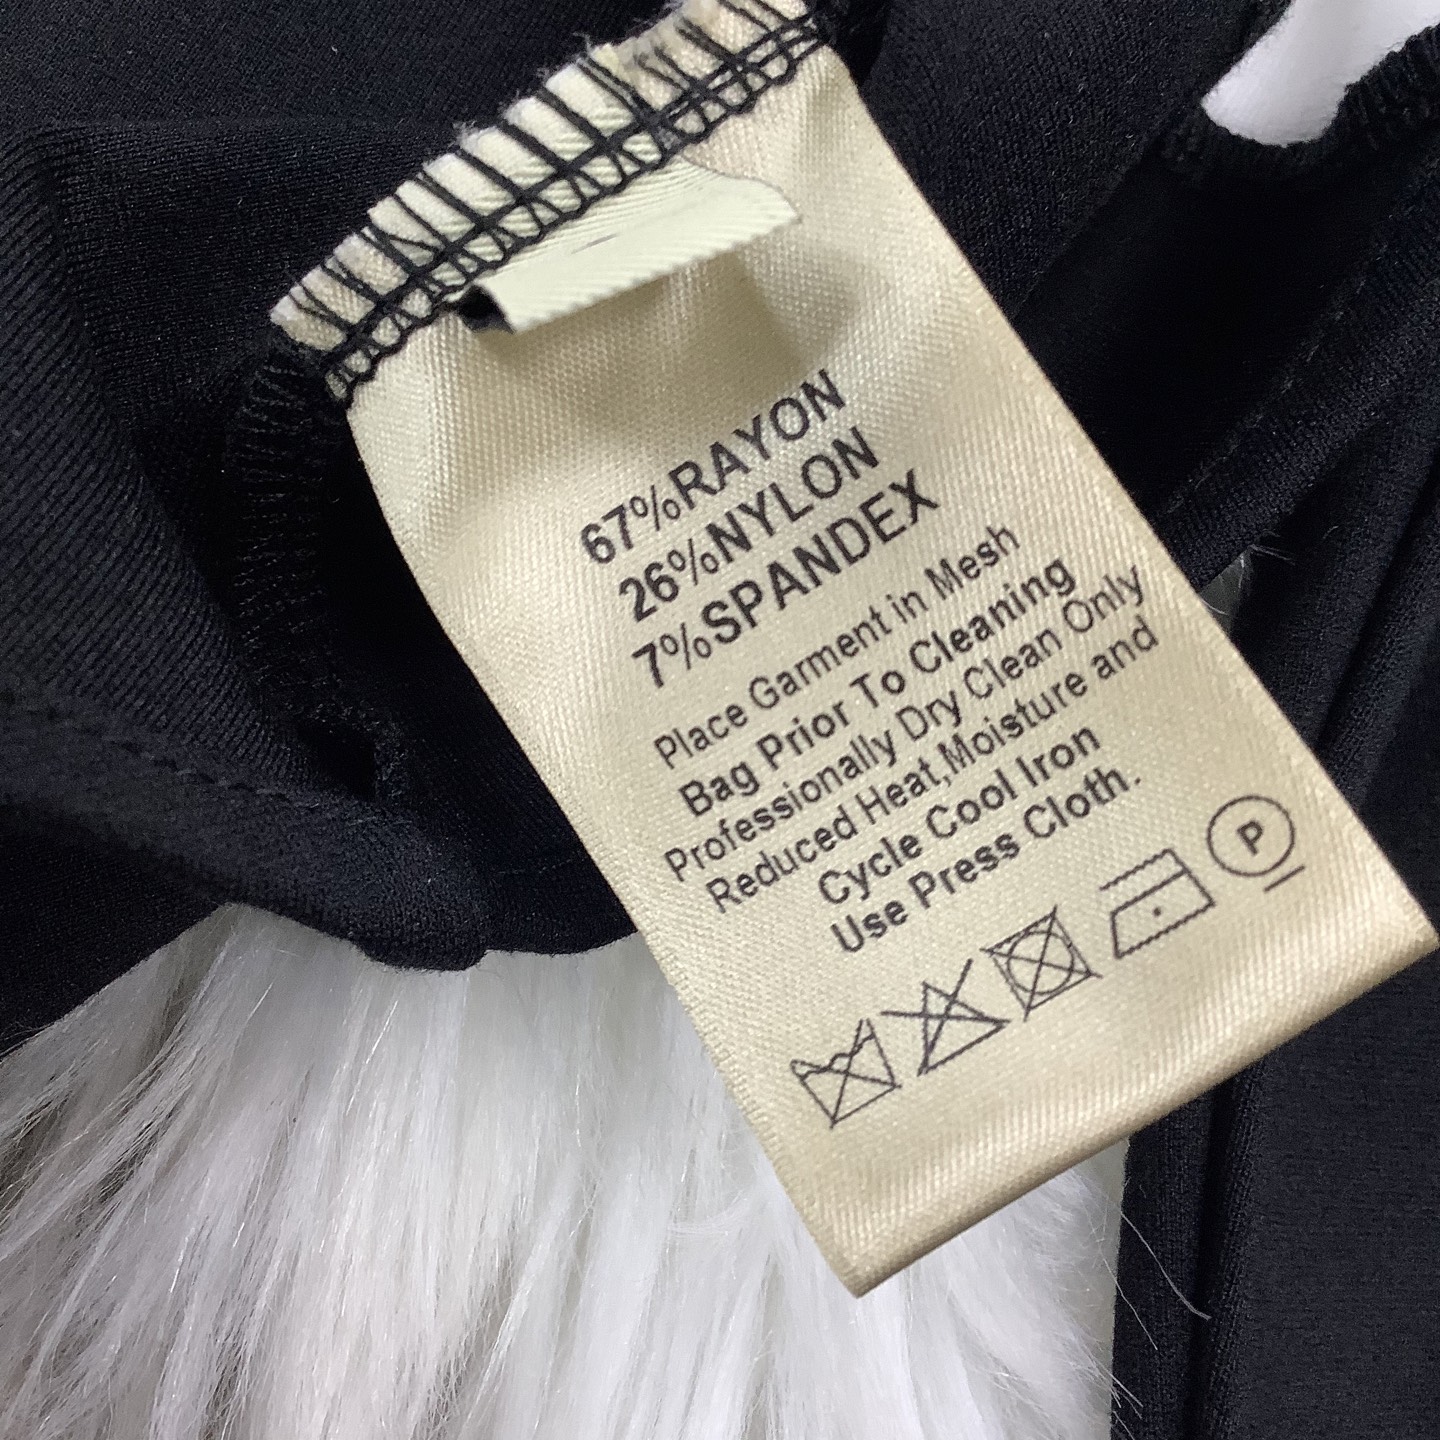 67%RAYON
26%NYLON
7%SPANDEX
Place Garment in Mesh
Bag Prior To Cleaning
Professionally Dry Clean Only
Reduced Heat,Moisture and
Cycle Cool Iron
Use Press Cloth.
P